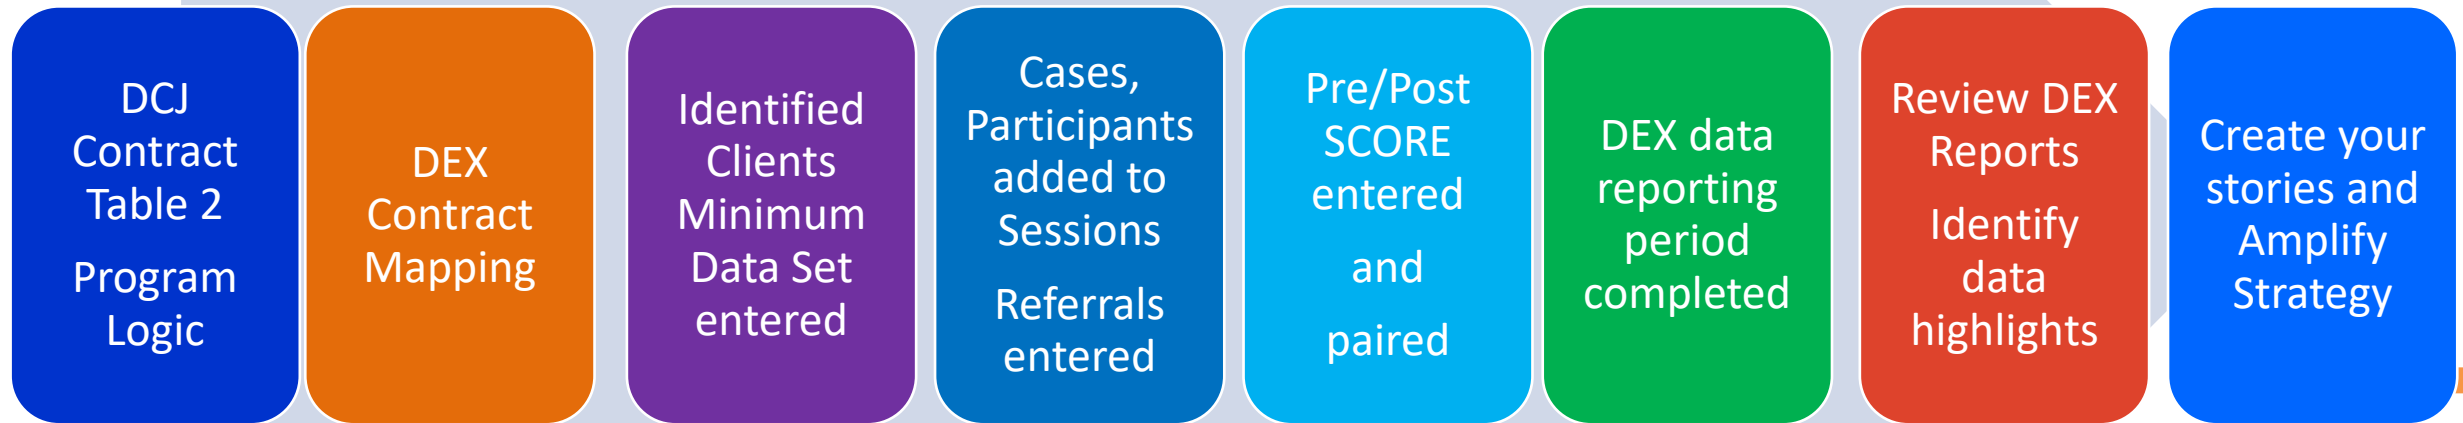 DCJ
Contract
Table 2
Program
Logic
DEX
Contract
Mapping
Identified
Clients
Minimum
Data Set
entered
Cases,
Participants
added to
Sessions
Referrals
entered
Pre/Post
SCORE
entered
and
paired
DEX data
reporting
period
completed
Review DEX
Reports
Identify
data
highlights
Create your
stories and
Amplify
Strategy